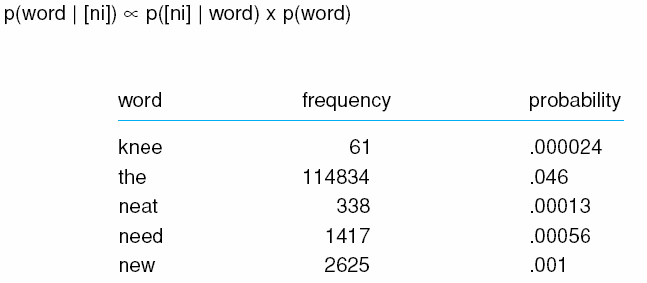 p(word | [ni]) ∝ p([ni] | word) x p(word)
word frequency probability
knee 61 .000024
the 114834 .046
neat 338 .00013
need 1417 .00056
new 2625 .001